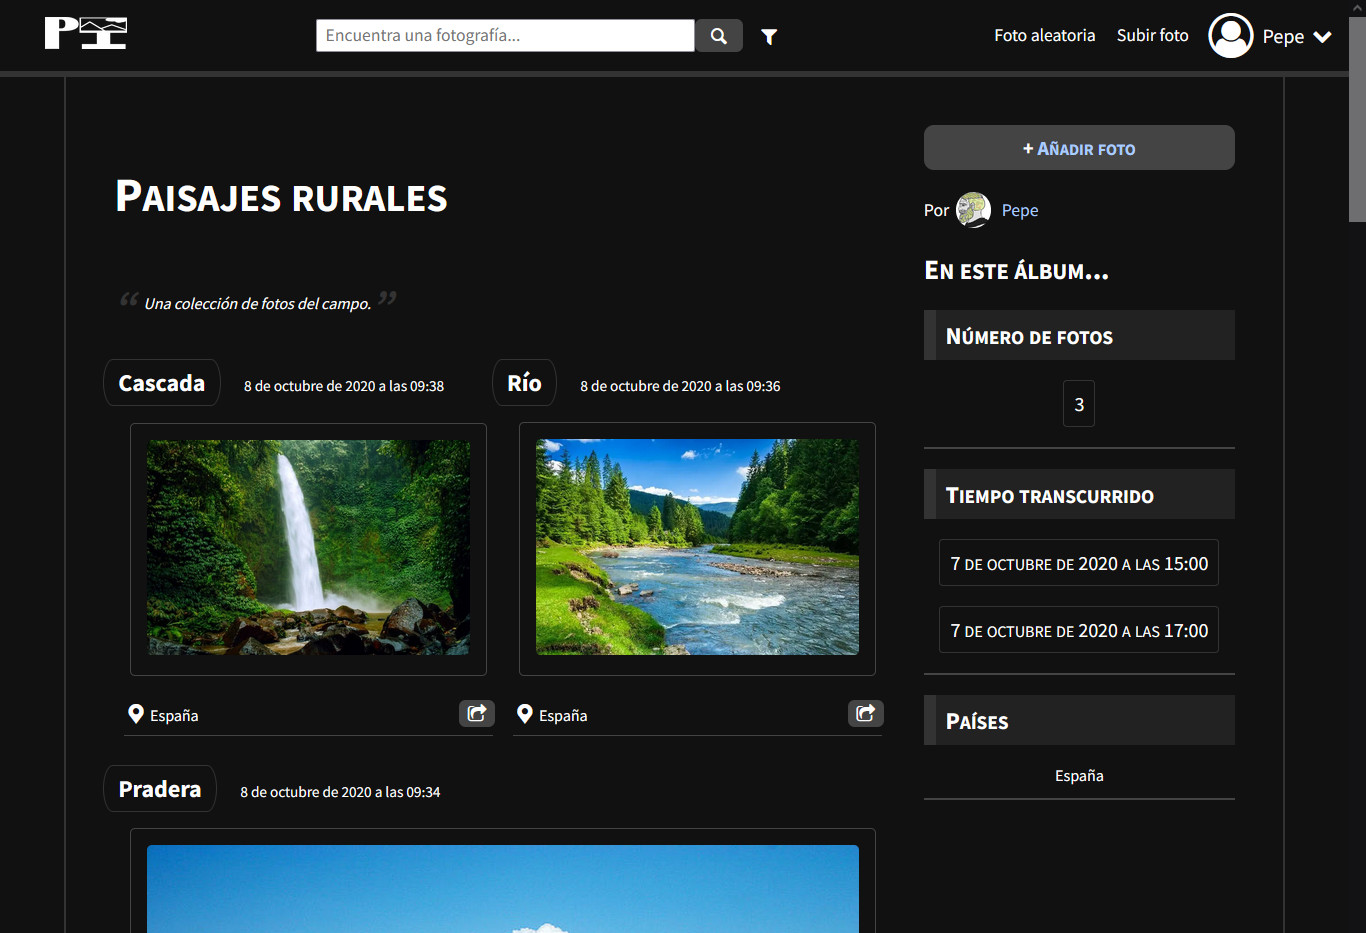 PI
Encuentra una fotografía...
Foto aleatoria
Subir foto
Pepe
Paisajes rurales
“ Una colección de fotos del campo. ”
Cascada
8 de octubre de 2020 a las 09:38
España
Río
8 de octubre de 2020 a las 09:36
España
Pradera
8 de octubre de 2020 a las 09:34
+ Añadir foto
Por Pepe
En este álbum...
Número de fotos
3
Tiempo transcurrido
7 de octubre de 2020 a las 15:00
7 de octubre de 2020 a las 17:00
Países
España